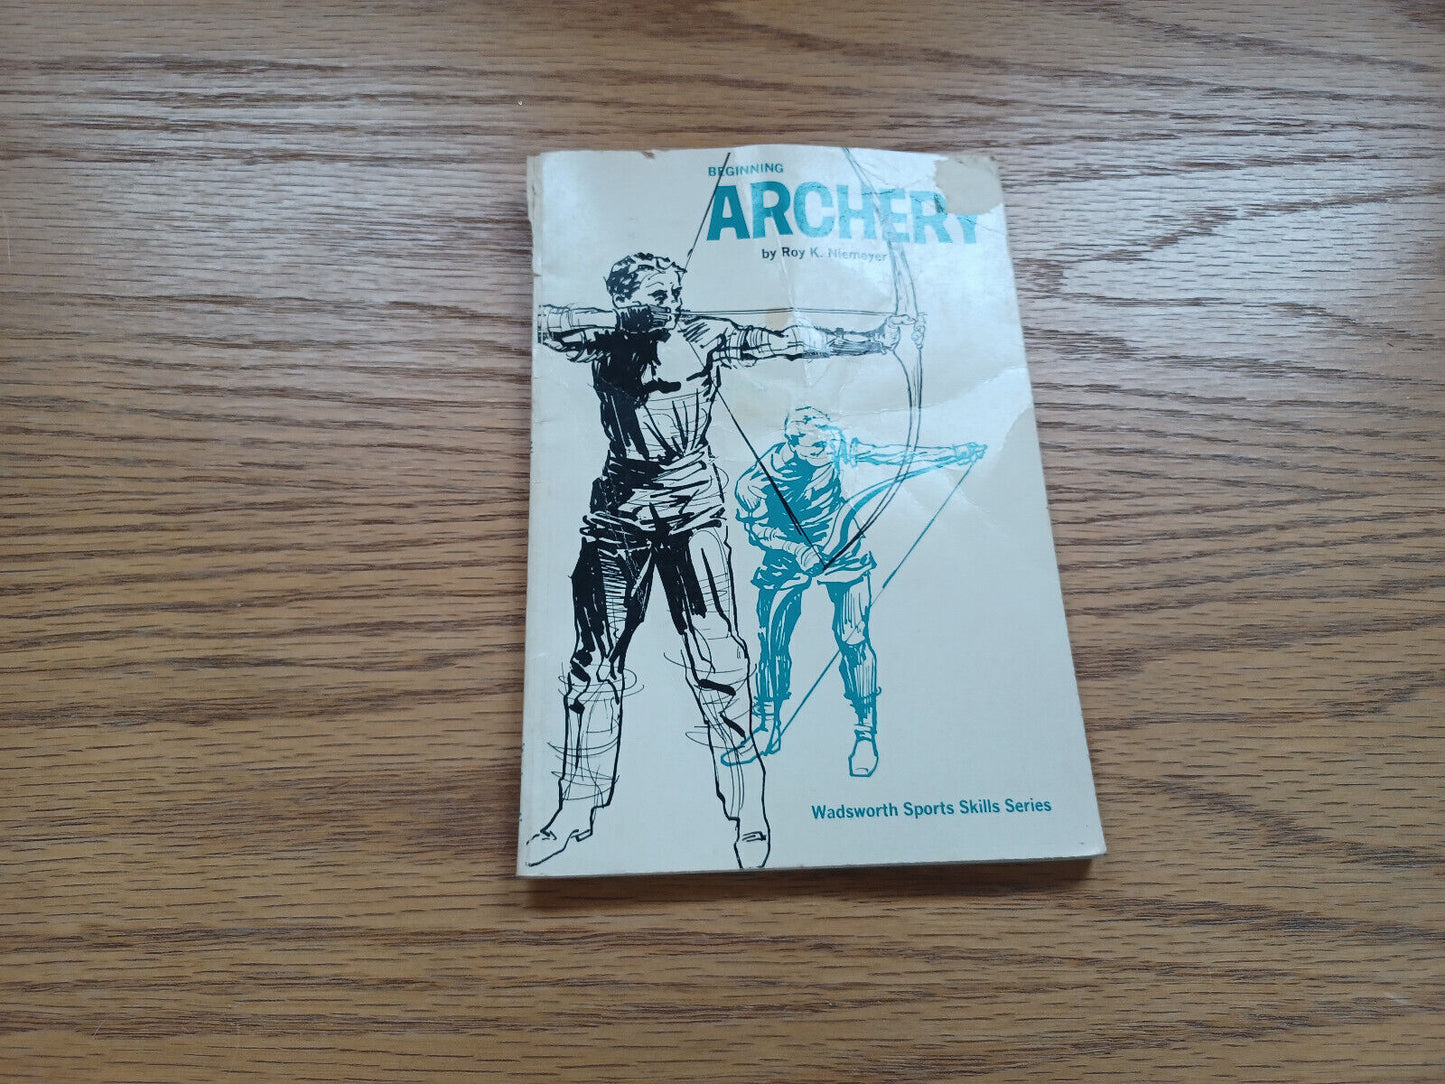 BEGINNING
ARCHERY
by Roy K. Niemeyer
Wadsworth Sports Skills Series